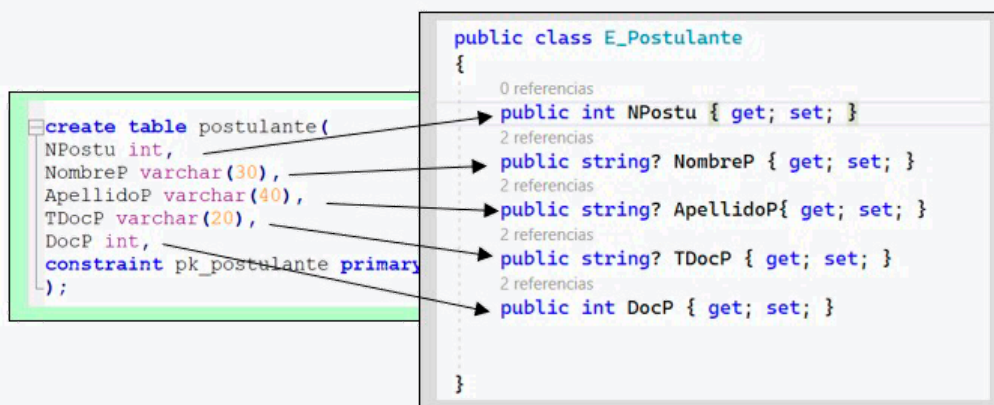 create table postulante(
NPostu int,
NombreP varchar(30),
ApellidoP varchar(40),
TDocP varchar(20),
DocP int,
constraint pk_postulante primary
);
public class E_Postulante
{
0 referencias
public int NPostu { get; set; }
2 referencias
public string? NombreP { get; set; }
2 referencias
public string? ApellidoP{ get; set; }
2 referencias
public string? TDocP { get; set; }
2 referencias
public int DocP { get; set; }
}